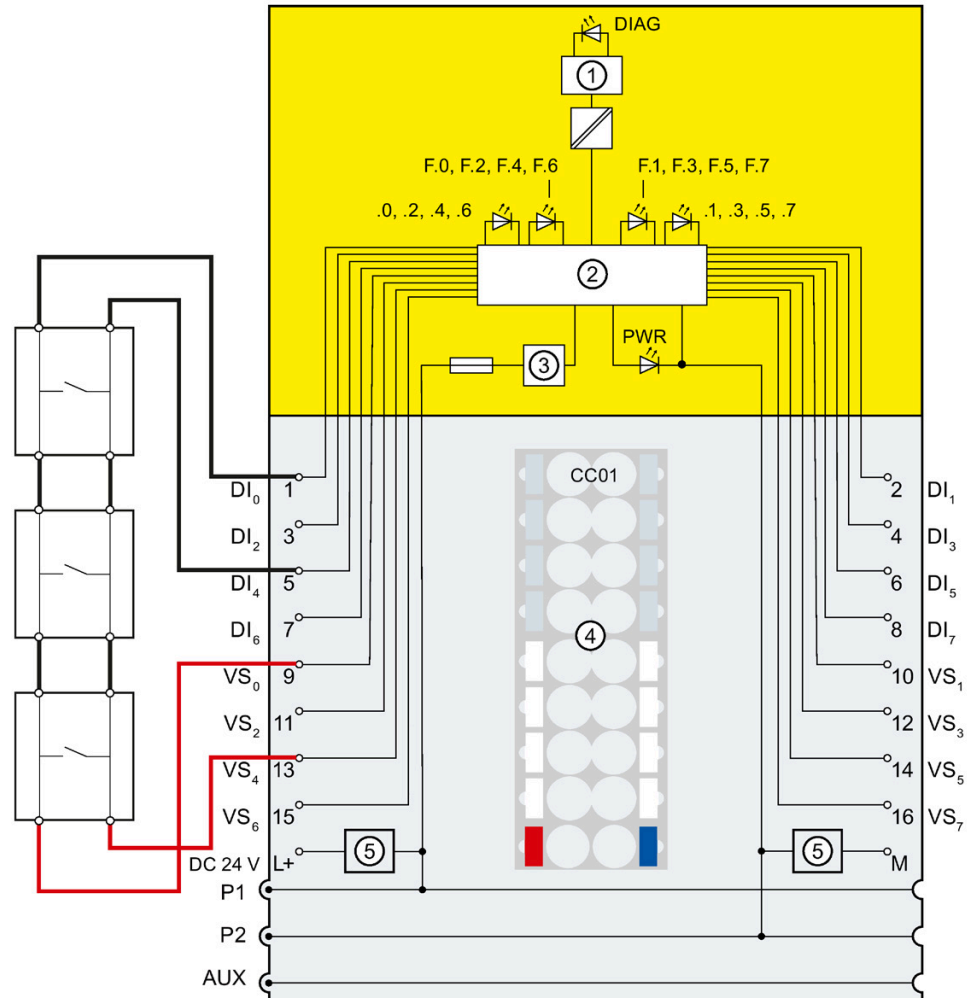 DIAG
①
F.0, F.2, F.4, F.6
F.1, F.3, F.5, F.7
.0, .2, .4, .6
.1, .3, .5, .7
②
PWR
③
CC01
DI₀ 1
2 DI₁
DI₂ 3
4 DI₃
DI₄ 5
6 DI₅
DI₆ 7
8 DI₇
④
VS₀ 9
10 VS₁
VS₂ 11
12 VS₃
VS₄ 13
14 VS₅
VS₆ 15
16 VS₇
DC 24 V L+
⑤
⑤
M
P1
P2
AUX